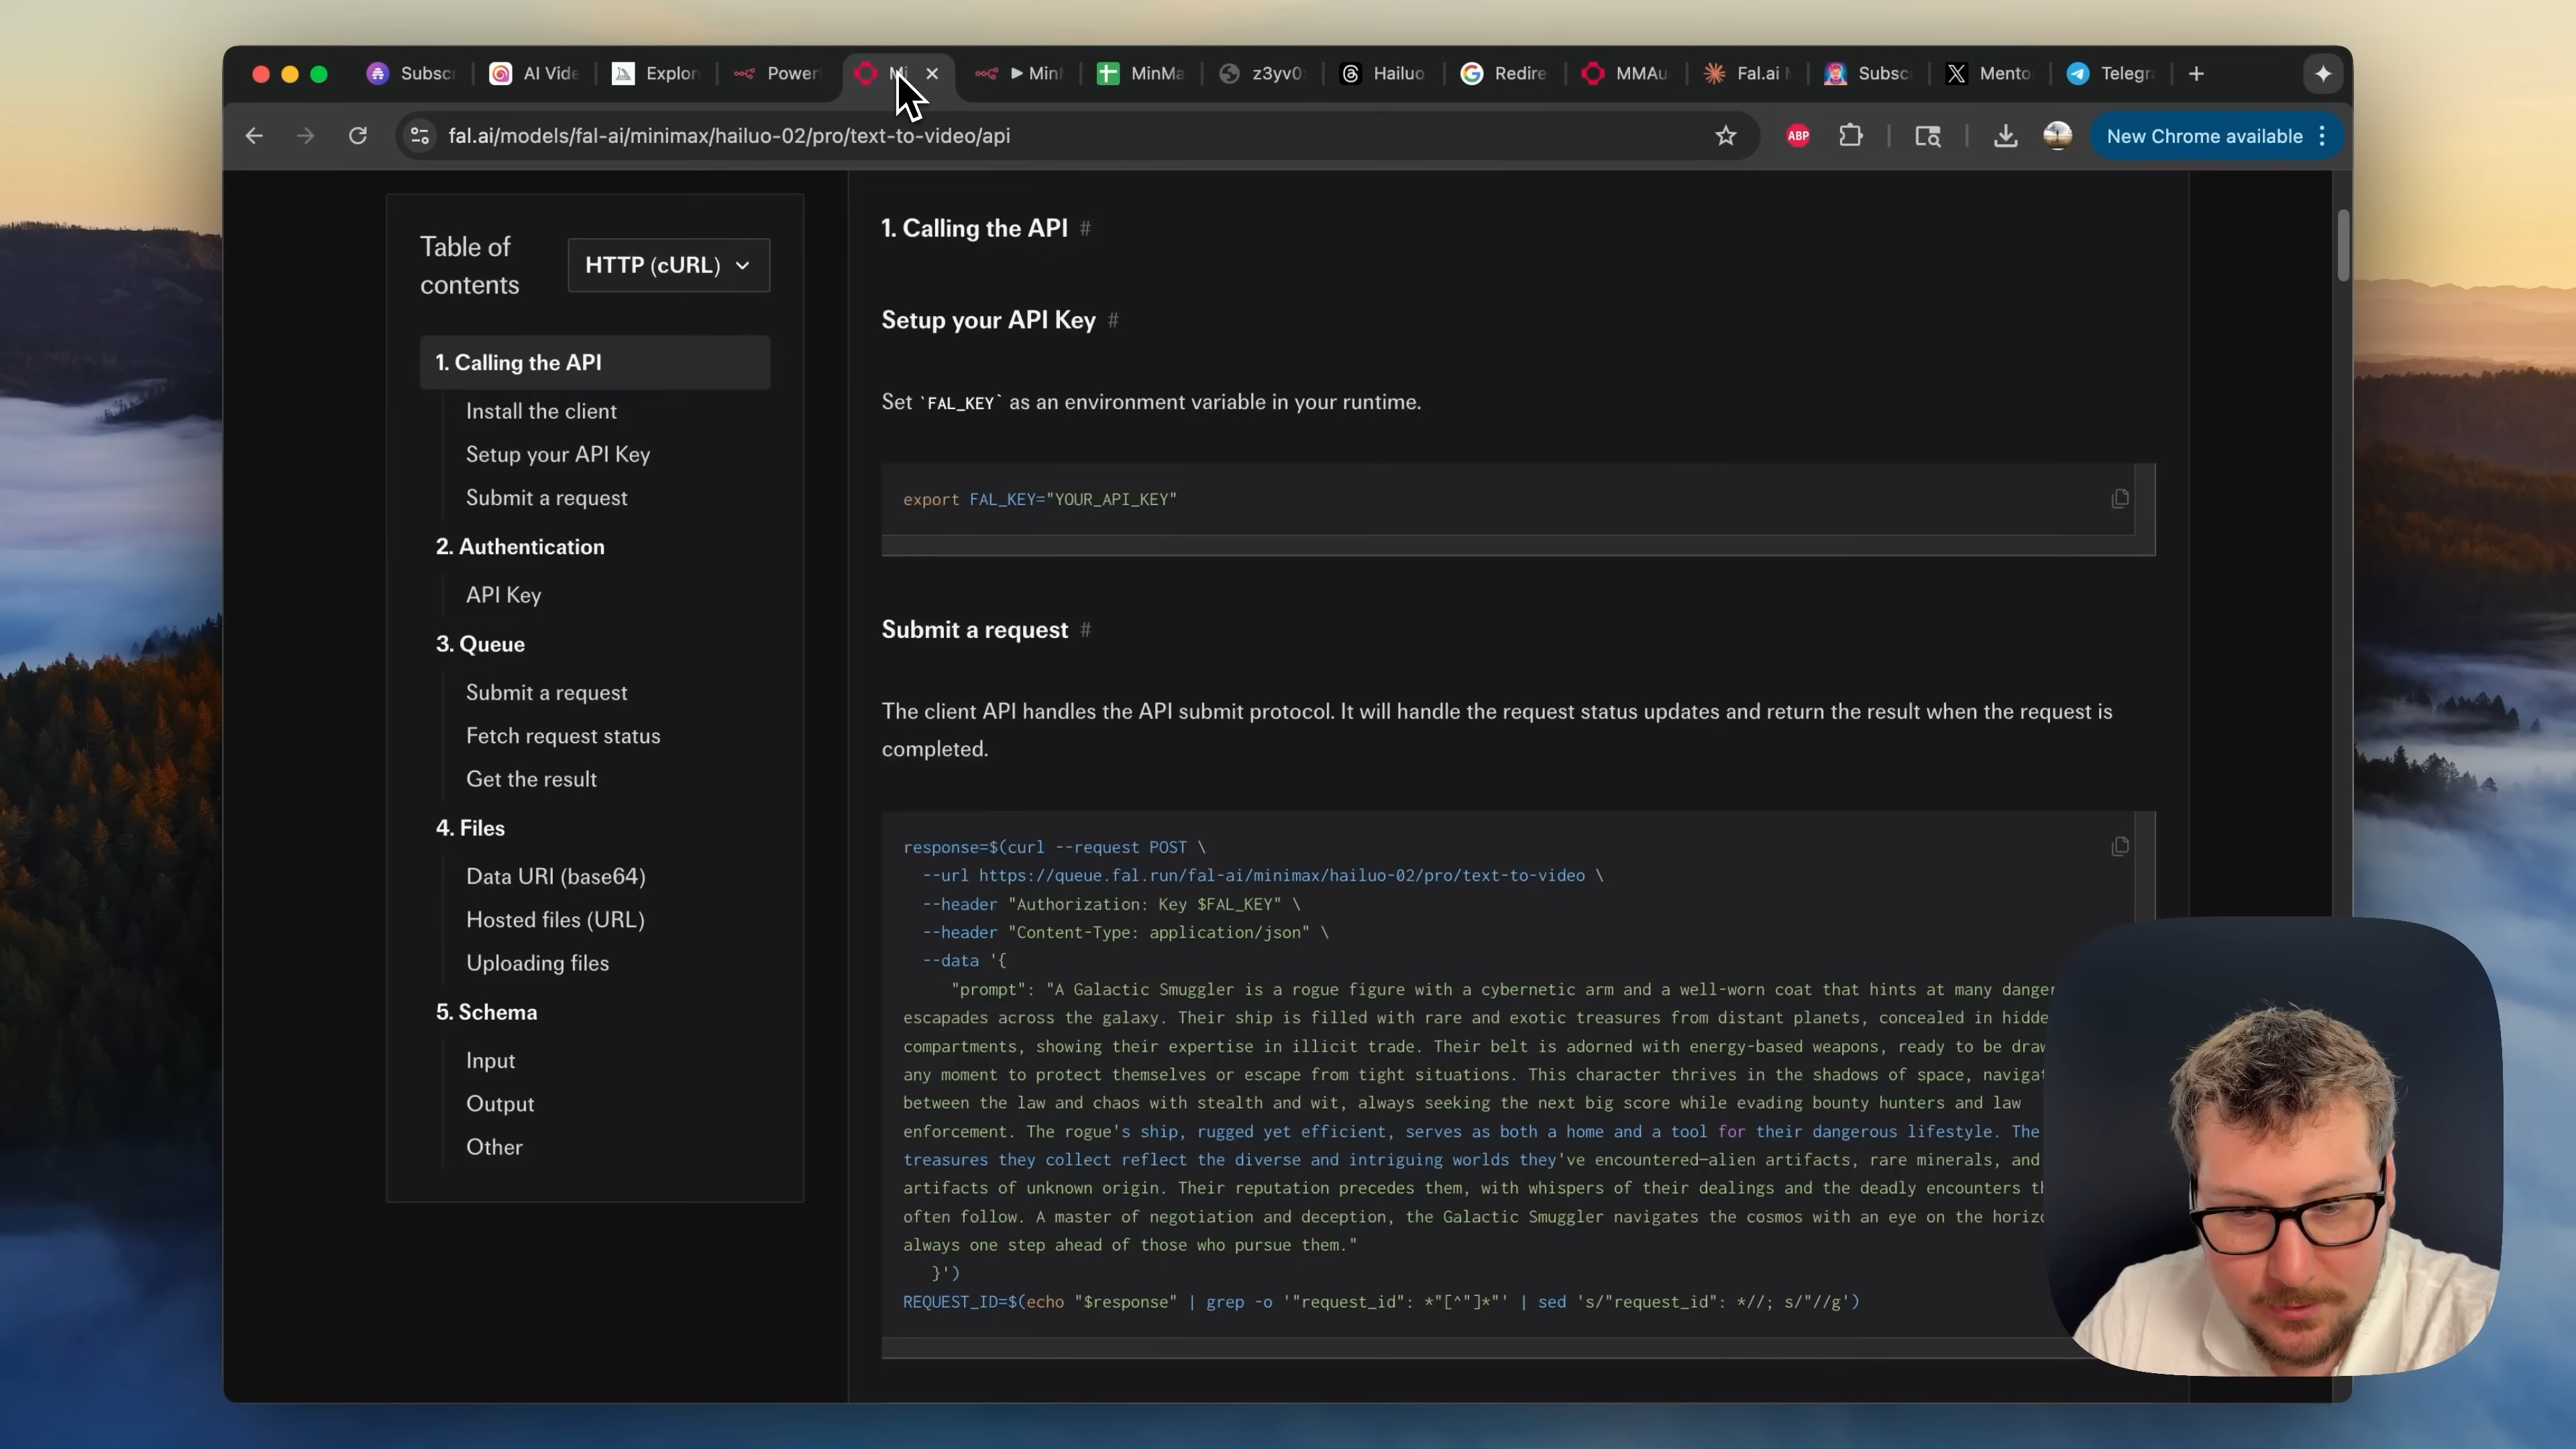 Subsc
AI Vide
Explor
Power
Mi
Min
MinMa
z3yv0
Hailuo
Redire
MMAu
Fal.ai
Subsc
Mento
Telegr
fal.ai/models/fal-ai/minimax/hailuo-02/pro/text-to-video/api
ABP
New Chrome available
Table of
contents
HTTP (cURL)
1. Calling the API
Install the client
Setup your API Key
Submit a request
2. Authentication
API Key
3. Queue
Submit a request
Fetch request status
Get the result
4. Files
Data URI (base64)
Hosted files (URL)
Uploading files
5. Schema
Input
Output
Other
1. Calling the API #
Setup your API Key #
Set `FAL_KEY` as an environment variable in your runtime.
export FAL_KEY="YOUR_API_KEY"
Submit a request #
The client API handles the API submit protocol. It will handle the request status updates and return the result when the request is
completed.
response=$(curl --request POST \
--url https://queue.fal.run/fal-ai/minimax/hailuo-02/pro/text-to-video \
--header "Authorization: Key $FAL_KEY" \
--header "Content-Type: application/json" \
--data '{
"prompt": "A Galactic Smuggler is a rogue figure with a cybernetic arm and a well-worn coat that hints at many danger
escapades across the galaxy. Their ship is filled with rare and exotic treasures from distant planets, concealed in hidde
compartments, showing their expertise in illicit trade. Their belt is adorned with energy-based weapons, ready to be draw
any moment to protect themselves or escape from tight situations. This character thrives in the shadows of space, navigat
between the law and chaos with stealth and wit, always seeking the next big score while evading bounty hunters and law
enforcement. The rogue's ship, rugged yet efficient, serves as both a home and a tool for their dangerous lifestyle. The
treasures they collect reflect the diverse and intriguing worlds they've encountered—alien artifacts, rare minerals, and
artifacts of unknown origin. Their reputation precedes them, with whispers of their dealings and the deadly encounters th
often follow. A master of negotiation and deception, the Galactic Smuggler navigates the cosmos with an eye on the horizo
always one step ahead of those who pursue them."
}')
REQUEST_ID=$(echo "$response" | grep -o '"request_id": *"[^"]*"' | sed 's/"request_id": *//; s/"//g')